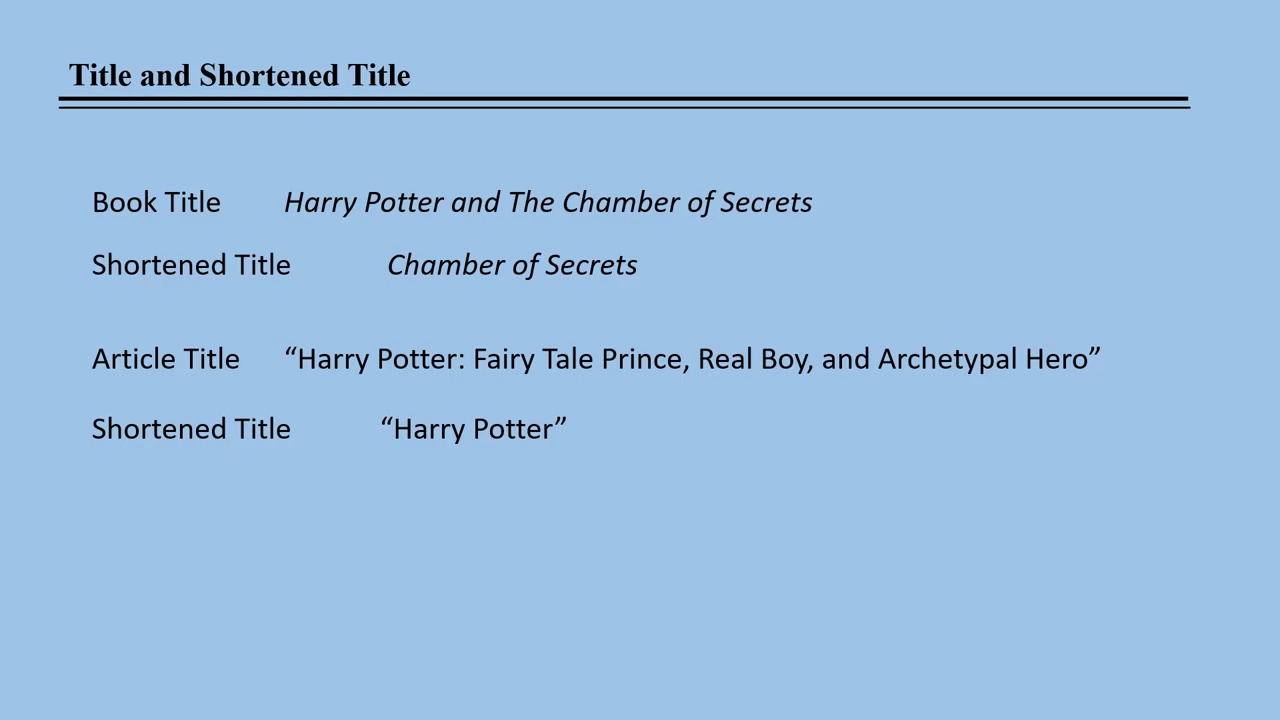 Title and Shortened Title
Book Title Harry Potter and The Chamber of Secrets
Shortened Title Chamber of Secrets
Article Title “Harry Potter: Fairy Tale Prince, Real Boy, and Archetypal Hero”
Shortened Title “Harry Potter”